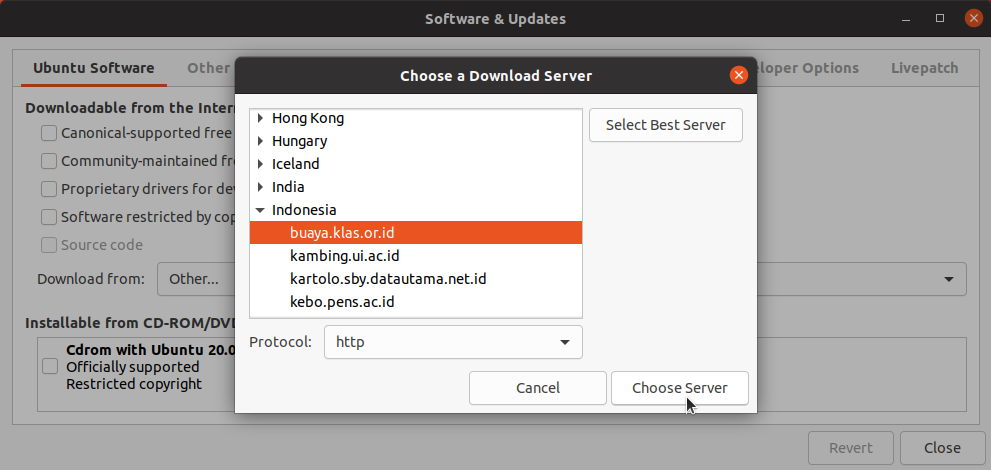 Software & Updates
Ubuntu Software
Other
loper Options
Livepatch
Choose a Download Server
Downloadable from the Inter
Canonical-supported free
Community-maintained fr
Proprietary drivers for dev
Software restricted by cop
Source code
Download from:
Other...
Hong Kong
Hungary
Iceland
India
Indonesia
buaya.klas.or.id
kambing.ui.ac.id
kartolo.sby.datautama.net.id
kebo.pens.ac.id
Select Best Server
Protocol:
http
Cancel
Choose Server
Installable from CD-ROM/DVD
Cdrom with Ubuntu 20.0
Officially supported
Restricted copyright
Revert
Close